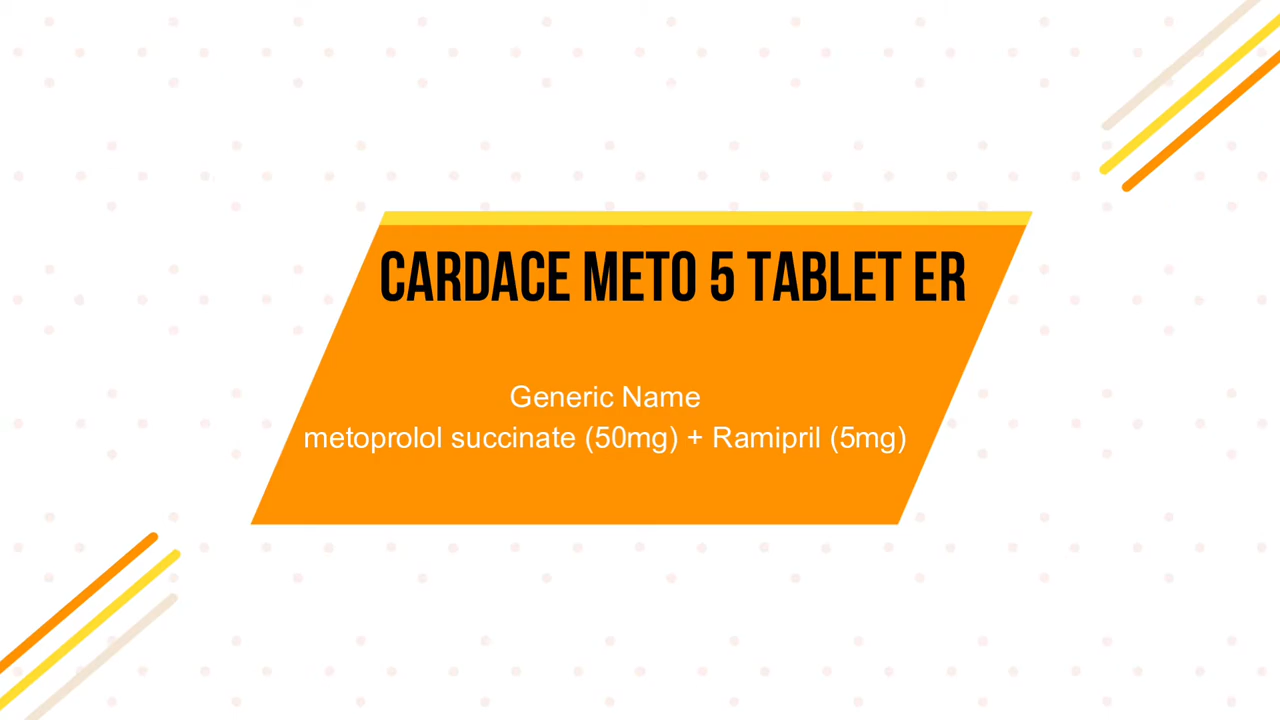 CARDACE METO 5 TABLET ER
Generic Name
metoprolol succinate (50mg) + Ramipril (5mg)